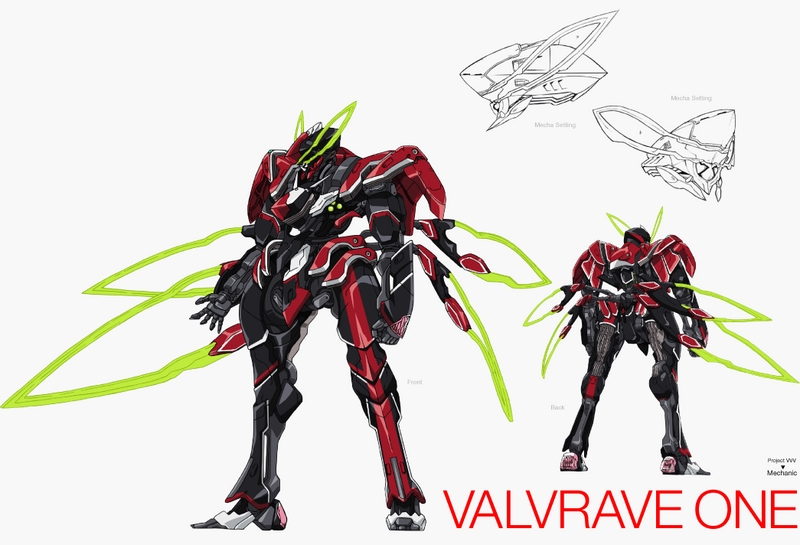 Mecha Setting
Mecha Setting
Front
Back
Project VVV
▼
Mechanic
VALVRAVE ONE